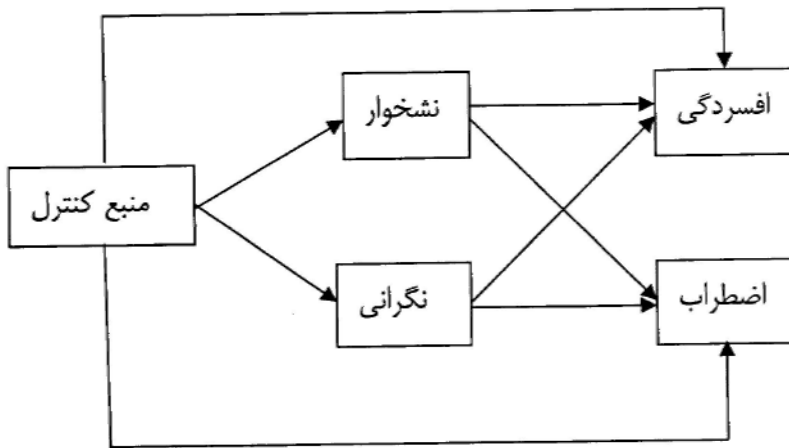 نشخوار
افسردگی
منبع کنترل
نگرانی
اضطراب